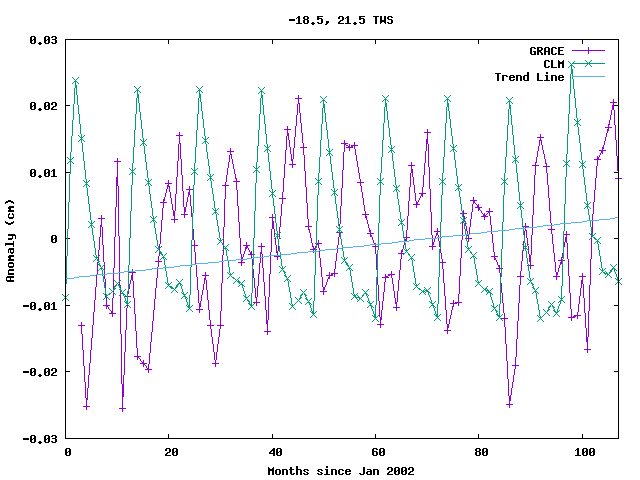 -18.5, 21.5 TWS
GRACE
CLM
Trend Line
0.03
0.02
0.01
0
-0.01
-0.02
-0.03
Anomaly (cm)
0 20 40 60 80 100
Months since Jan 2002